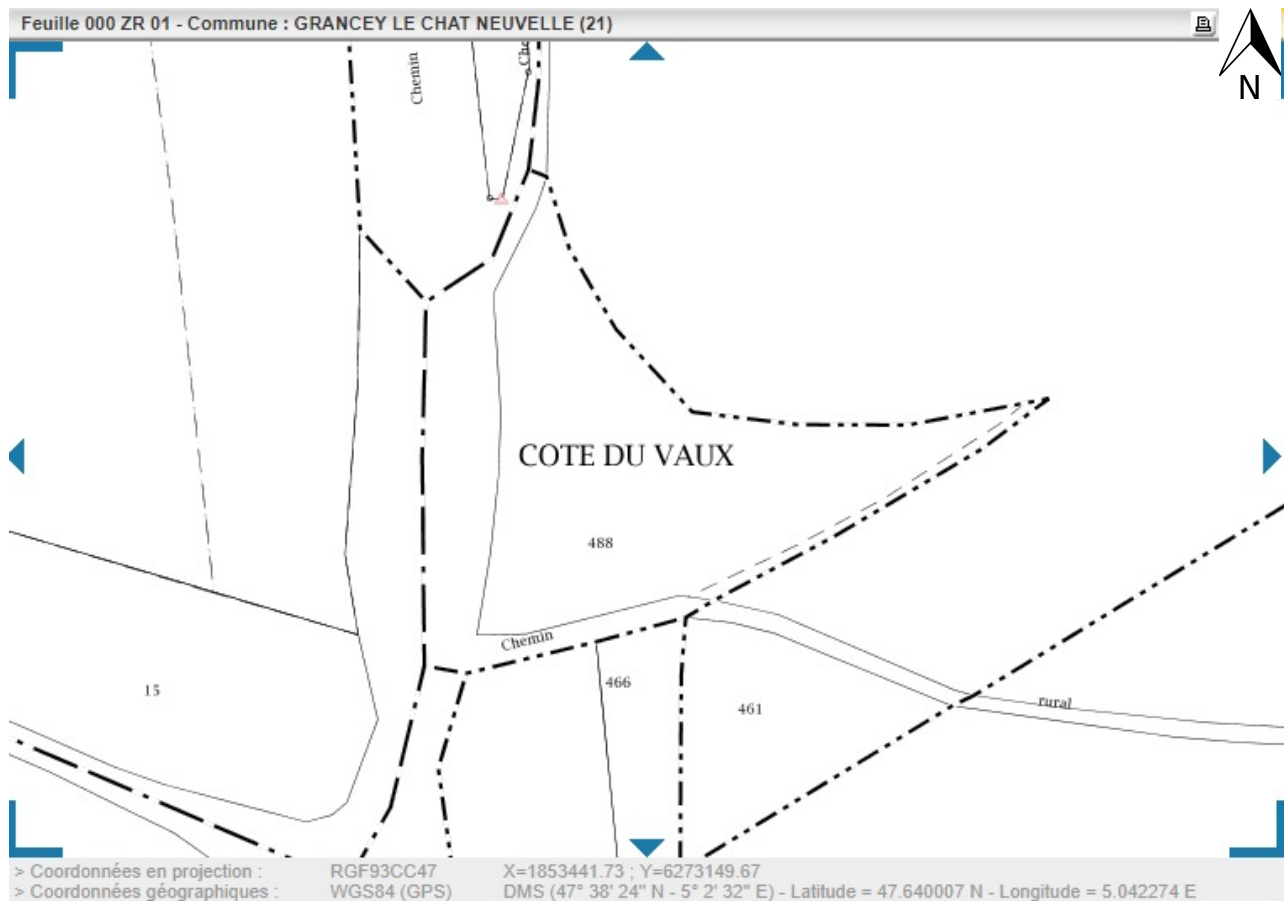 Feuille 000 ZR 01 - Commune : GRANCEY LE CHAT NEUVELLE (21)
N
Chemin
Che
COTE DU VAUX
488
Chemin
15
466
461
rural
> Coordonnées en projection : RGF93CC47 X=1853441.73 ; Y=6273149.67
> Coordonnées géographiques : WGS84 (GPS) DMS (47° 38' 24" N - 5° 2' 32" E) - Latitude = 47.640007 N - Longitude = 5.042274 E